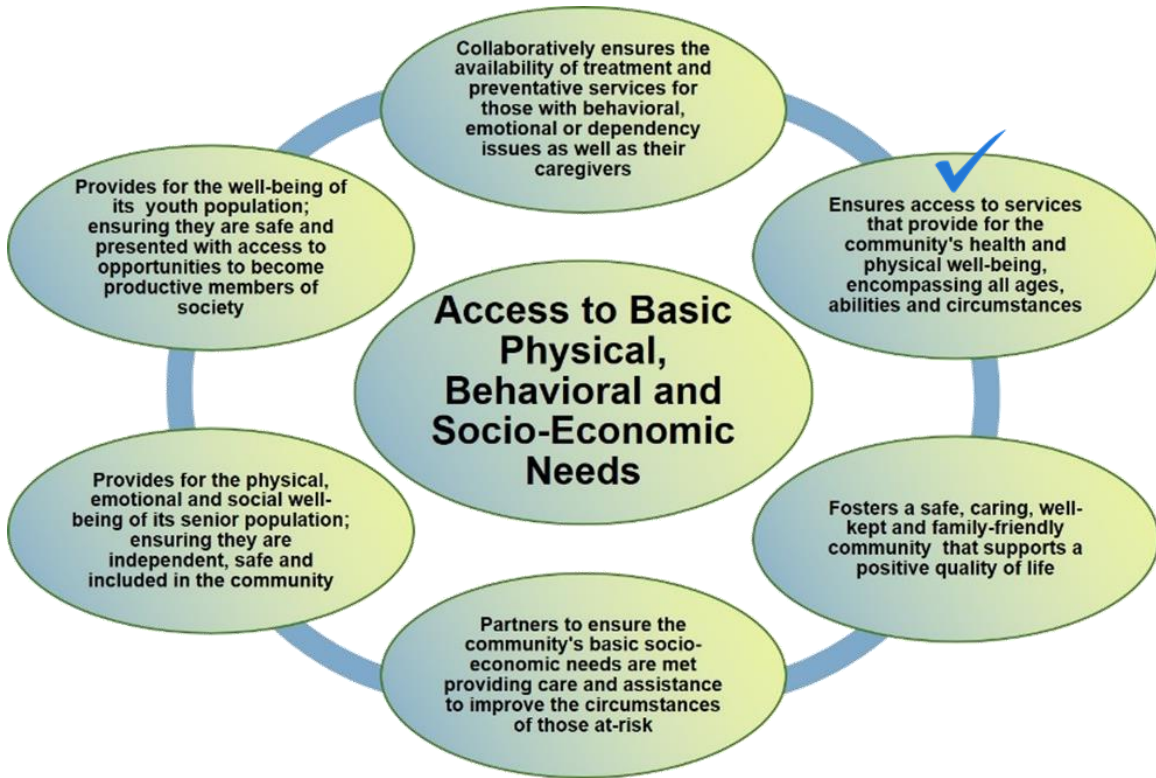 Collaboratively ensures the
availability of treatment and
preventative services for
those with behavioral,
emotional or dependency
issues as well as their
caregivers
Ensures access to services
that provide for the
community's health and
physical well-being,
encompassing all ages,
abilities and circumstances
Fosters a safe, caring, well-
kept and family-friendly
community that supports a
positive quality of life
Partners to ensure the
community's basic socio-
economic needs are met
providing care and assistance
to improve the circumstances
of those at-risk
Provides for the physical,
emotional and social well-
being of its senior population;
ensuring they are
independent, safe and
included in the community
Provides for the well-being of
its youth population;
ensuring they are safe and
presented with access to
opportunities to become
productive members of
society
Access to Basic
Physical,
Behavioral and
Socio-Economic
Needs